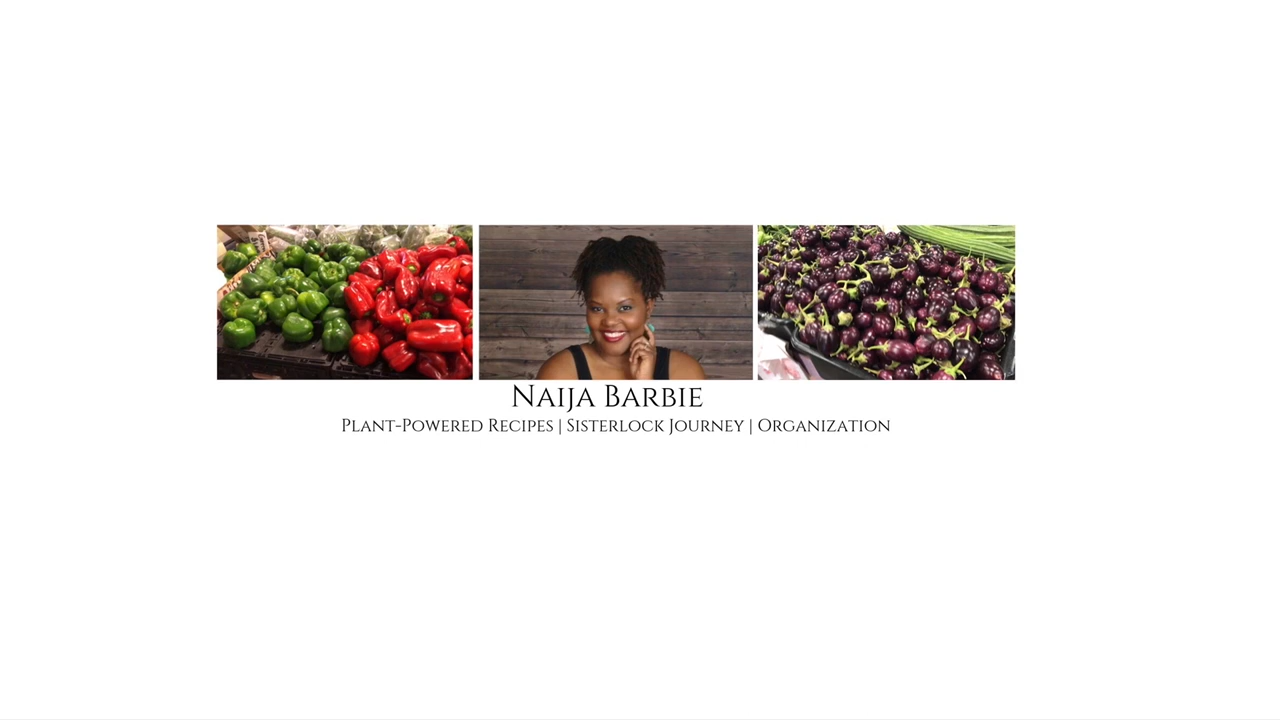 Naija Barbie
Plant-Powered Recipes | Sisterlock Journey | Organization